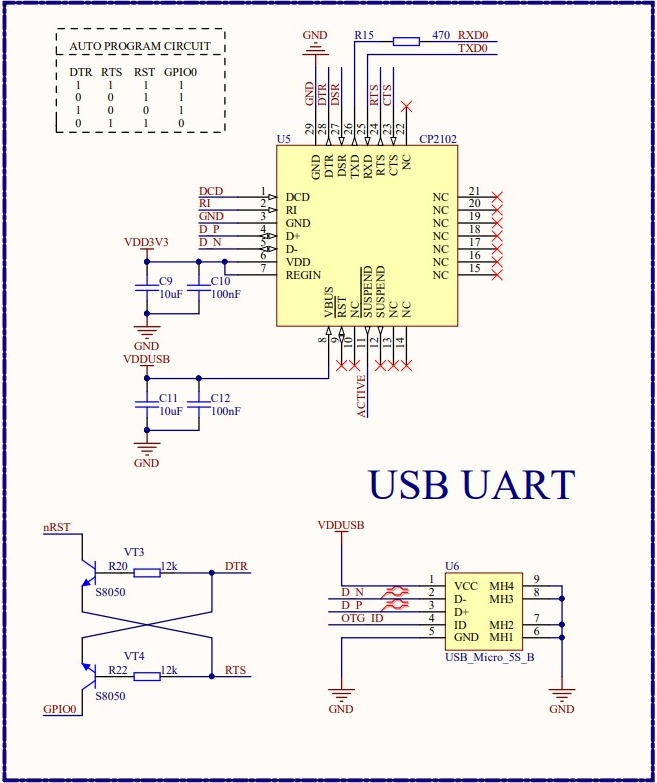 AUTO PROGRAM CIRCUIT
DTR RTS RST GPIO0
1 1 1 1
0 0 1 1
1 0 0 1
0 1 1 0
GND
R15 470 RXD0
TXD0
GND DTR DSR RTS CTS
29 28 27 26 25 24 23 22
U5 CP2102
GND DTR DSR TXD RXD RTS CTS NC
DCD 1 DCD NC 21
RI 2 RI NC 20
GND 3 GND NC 19
D_P 4 D+ NC 18
D_N 5 D- NC 17
VDD3V3 6 VDD NC 16
7 REGIN NC 15
C9 10uF
C10 100nF
GND
VBUS RST NC SUSPEND SUSPEND NC NC
8 9 10 11 12 13 14
ACTIVE
VDDUSB
C11 10uF
C12 100nF
GND
USB UART
nRST
VT3
R20 12k DTR
S8050
VT4
R22 12k RTS
S8050
GPIO0
VDDUSB
U6
1 VCC MH4 9
D_N 2 D- MH3 8
D_P 3 D+
OTG_ID 4 ID MH2 7
5 GND MH1 6
USB_Micro_5S_B
GND GND